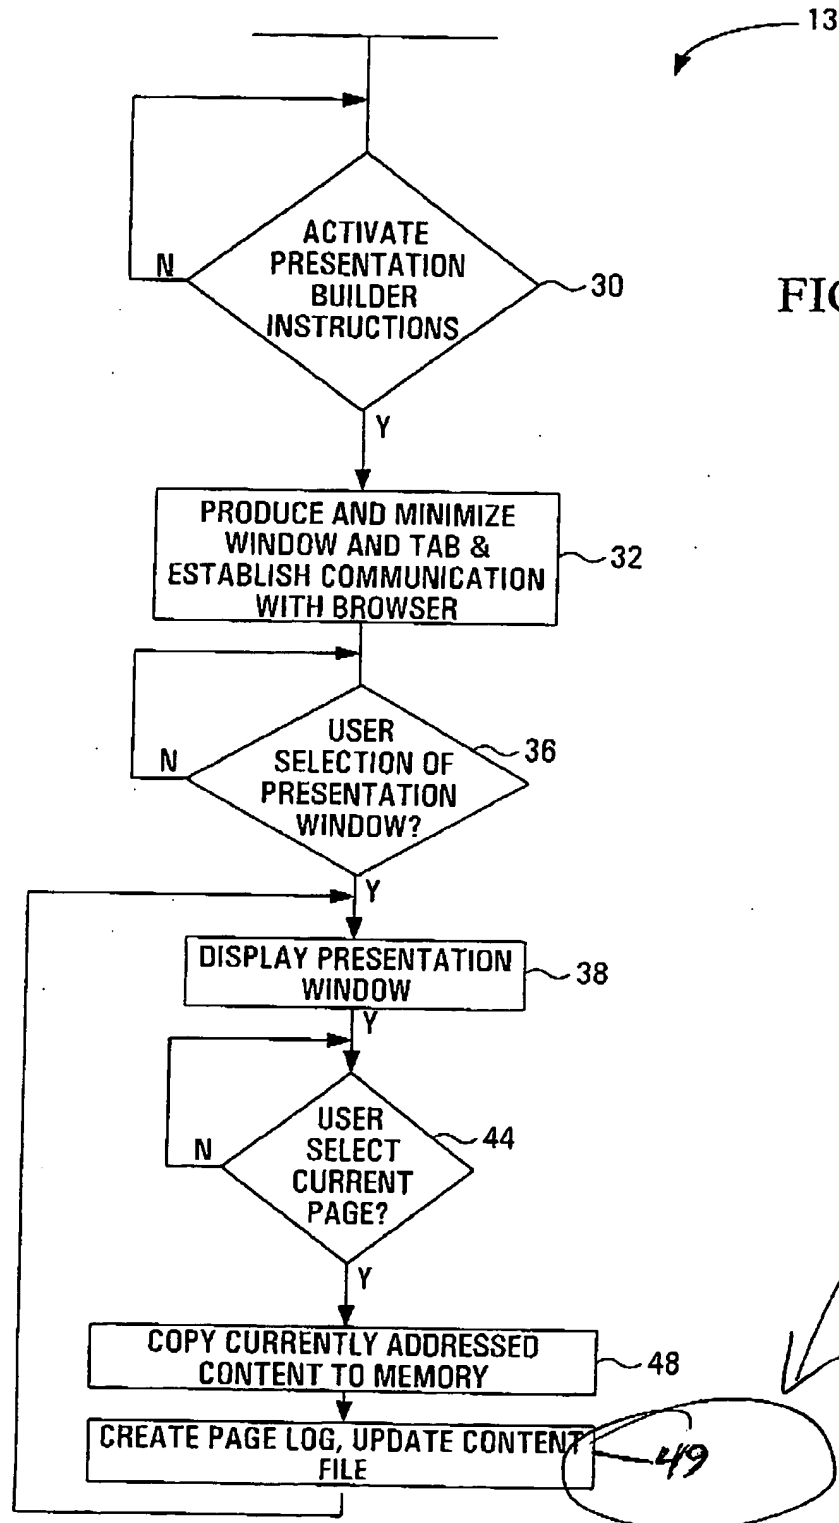 13
ACTIVATE
PRESENTATION
BUILDER
INSTRUCTIONS
N
30
FIG
Y
PRODUCE AND MINIMIZE
WINDOW AND TAB &
ESTABLISH COMMUNICATION
WITH BROWSER
32
USER
SELECTION OF
PRESENTATION
WINDOW?
36
N
Y
DISPLAY PRESENTATION
WINDOW
38
Y
USER
SELECT
CURRENT
PAGE?
44
N
Y
COPY CURRENTLY ADDRESSED
CONTENT TO MEMORY
48
CREATE PAGE LOG, UPDATE CONTENT
FILE
49